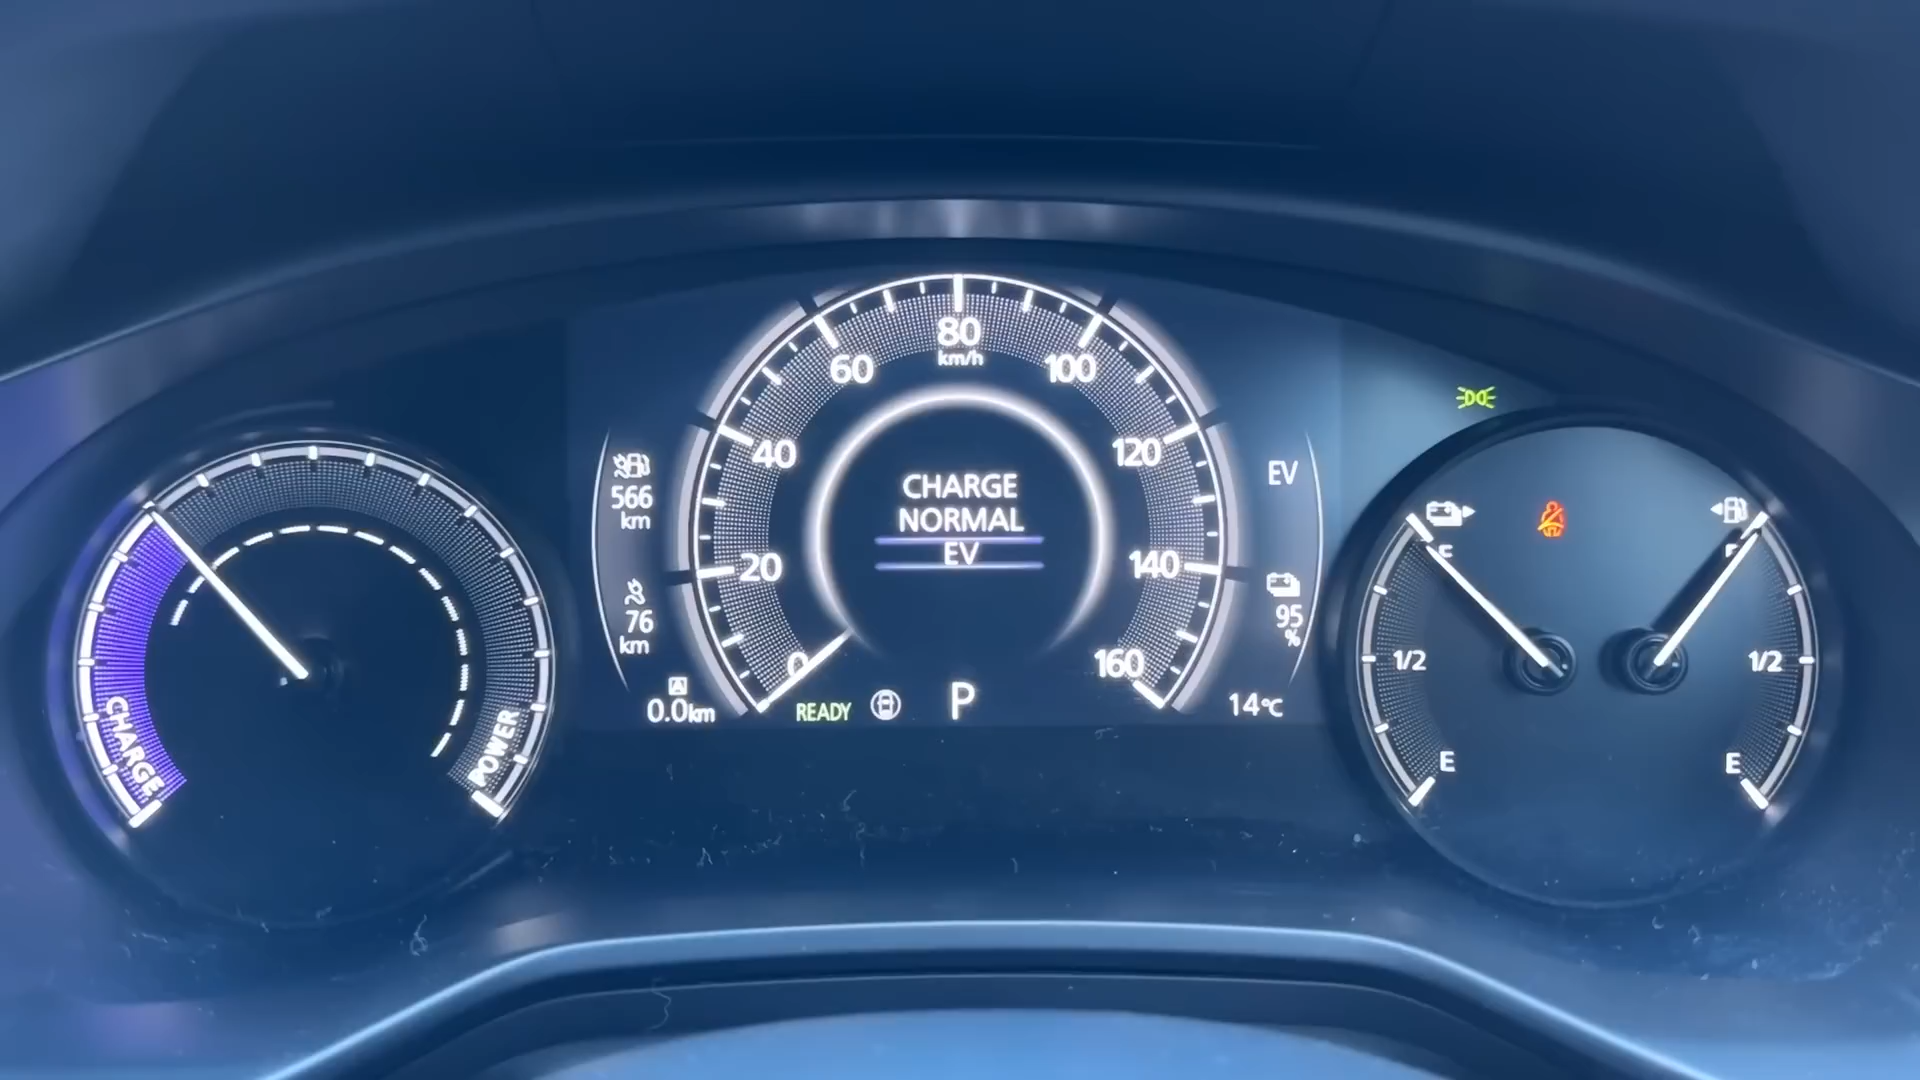 CHARGE
POWER
566
km
76
km
A
0.0km
0
20
40
60
80
km/h
100
120
140
160
CHARGE
NORMAL
EV
READY
P
EV
95
%
14°C
1/2
E
1/2
E